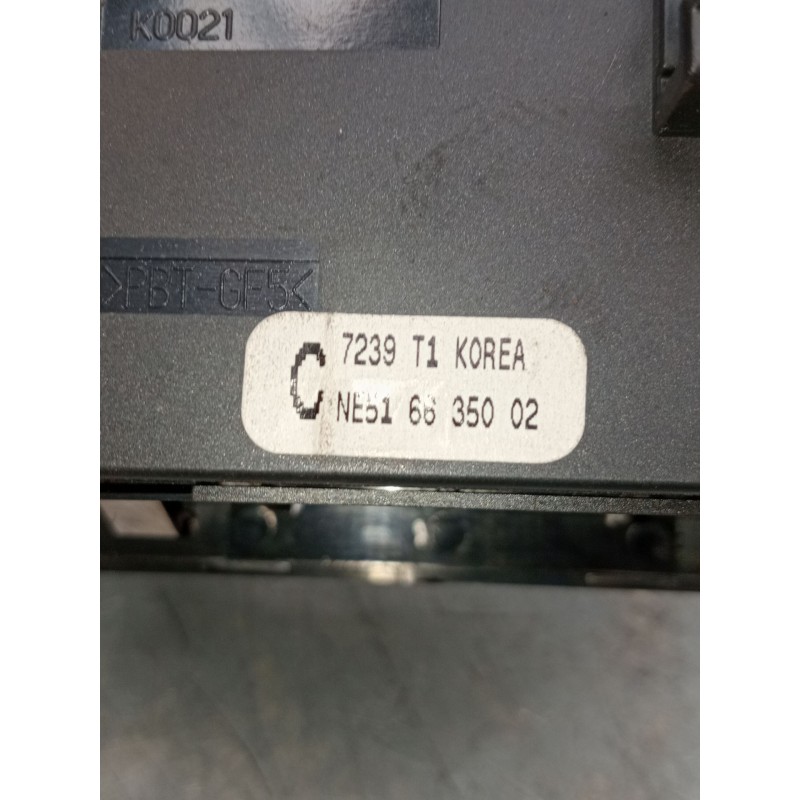 K0021
>PBT-GF5<
C 7239 T1 KOREA
NE51 66 350 02